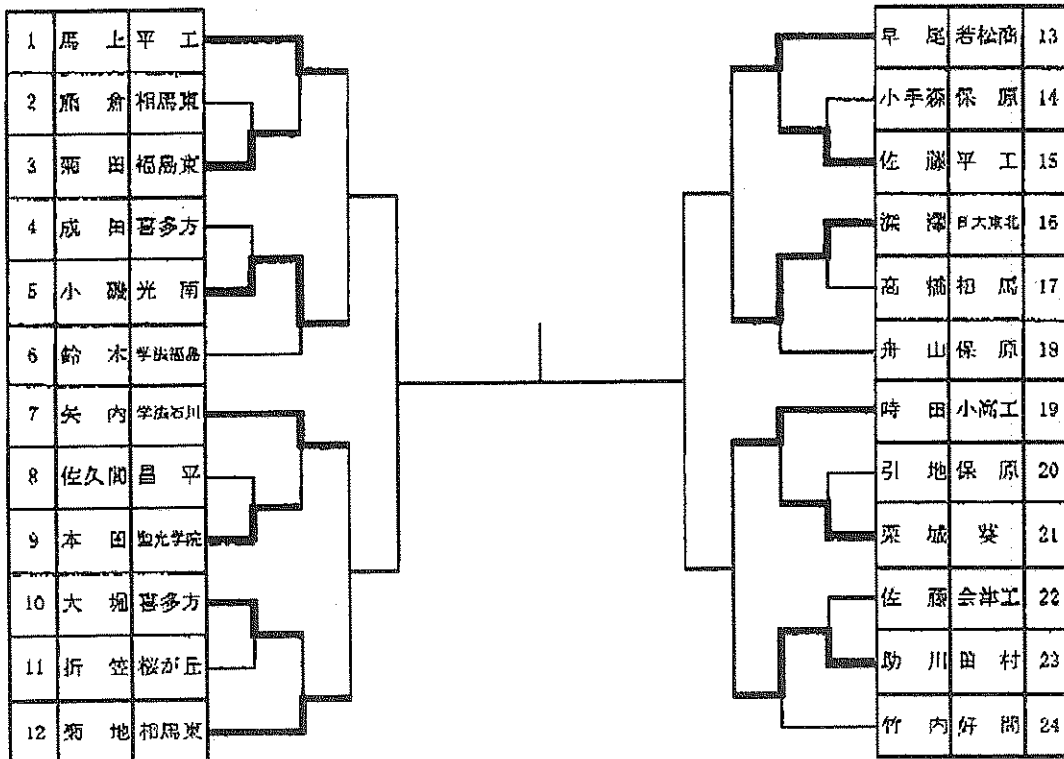 1 馬上 平工
2 熊倉 相馬東
3 菊田 福島東
4 成田 喜多方
5 小磯 光南
6 鈴木 学法福島
7 矢内 学法石川
8 佐久間 昌平
9 本田 聖光学院
10 大堀 喜多方
11 折笠 桜が丘
12 菊地 相馬東
早尾 若松商 13
小手森 保原 14
佐藤 平工 15
深澤 日大東北 16
高橋 相馬 17
舟山 保原 18
時田 小高工 19
引地 保原 20
栗城 葵 21
佐藤 会津工 22
助川 田村 23
竹内 好間 24